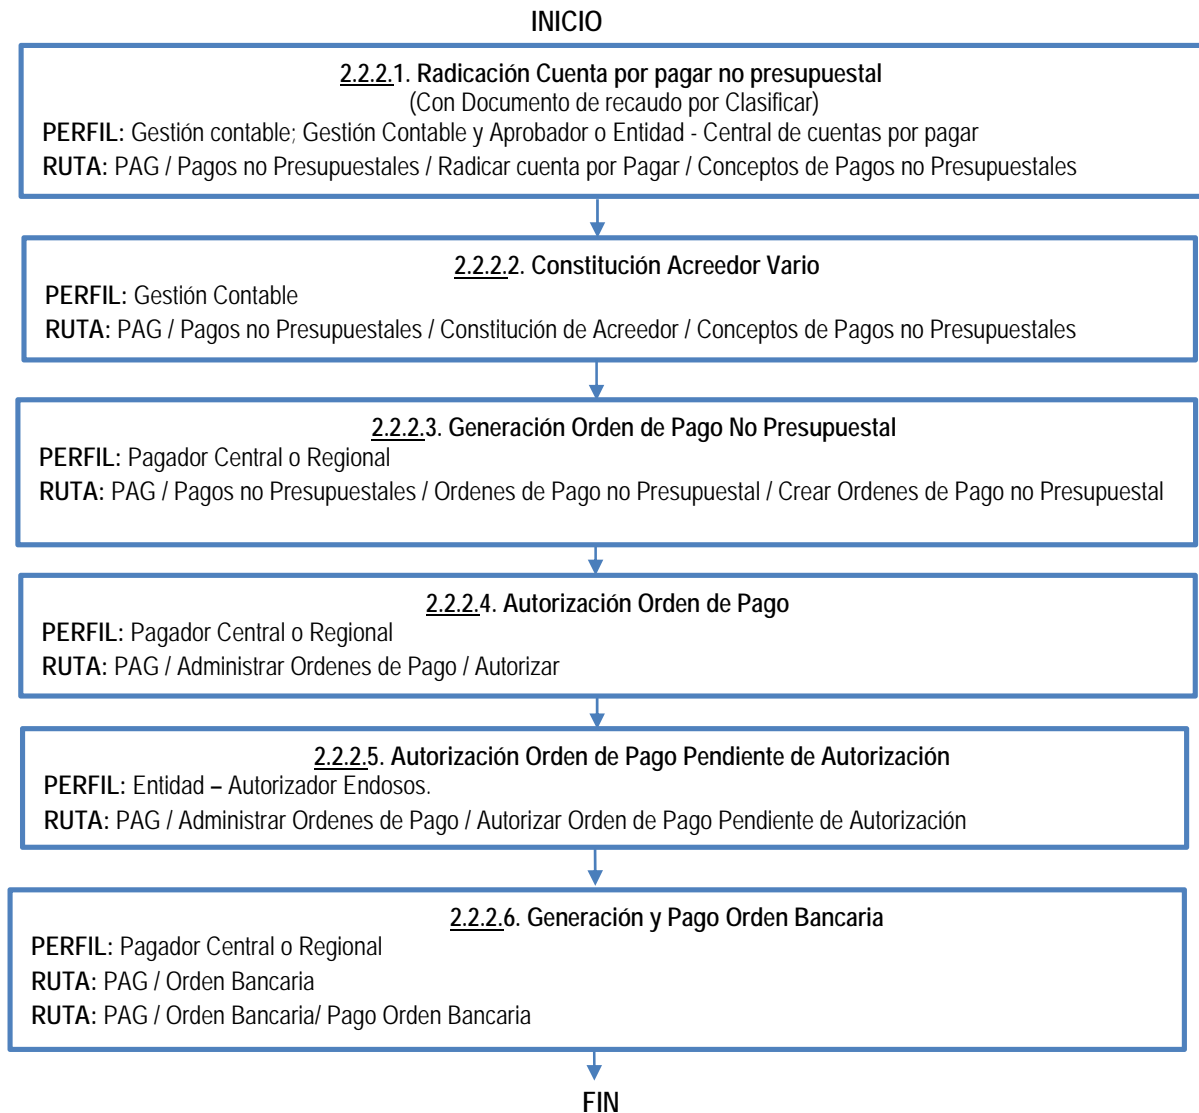 INICIO
2.2.2.1. Radicación Cuenta por pagar no presupuestal
(Con Documento de recaudo por Clasificar)
PERFIL: Gestión contable; Gestión Contable y Aprobador o Entidad - Central de cuentas por pagar
RUTA: PAG / Pagos no Presupuestales / Radicar cuenta por Pagar / Conceptos de Pagos no Presupuestales
2.2.2.2. Constitución Acreedor Vario
PERFIL: Gestión Contable
RUTA: PAG / Pagos no Presupuestales / Constitución de Acreedor / Conceptos de Pagos no Presupuestales
2.2.2.3. Generación Orden de Pago No Presupuestal
PERFIL: Pagador Central o Regional
RUTA: PAG / Pagos no Presupuestales / Ordenes de Pago no Presupuestal / Crear Ordenes de Pago no Presupuestal
2.2.2.4. Autorización Orden de Pago
PERFIL: Pagador Central o Regional
RUTA: PAG / Administrar Ordenes de Pago / Autorizar
2.2.2.5. Autorización Orden de Pago Pendiente de Autorización
PERFIL: Entidad – Autorizador Endosos.
RUTA: PAG / Administrar Ordenes de Pago / Autorizar Orden de Pago Pendiente de Autorización
2.2.2.6. Generación y Pago Orden Bancaria
PERFIL: Pagador Central o Regional
RUTA: PAG / Orden Bancaria
RUTA: PAG / Orden Bancaria/ Pago Orden Bancaria
FIN